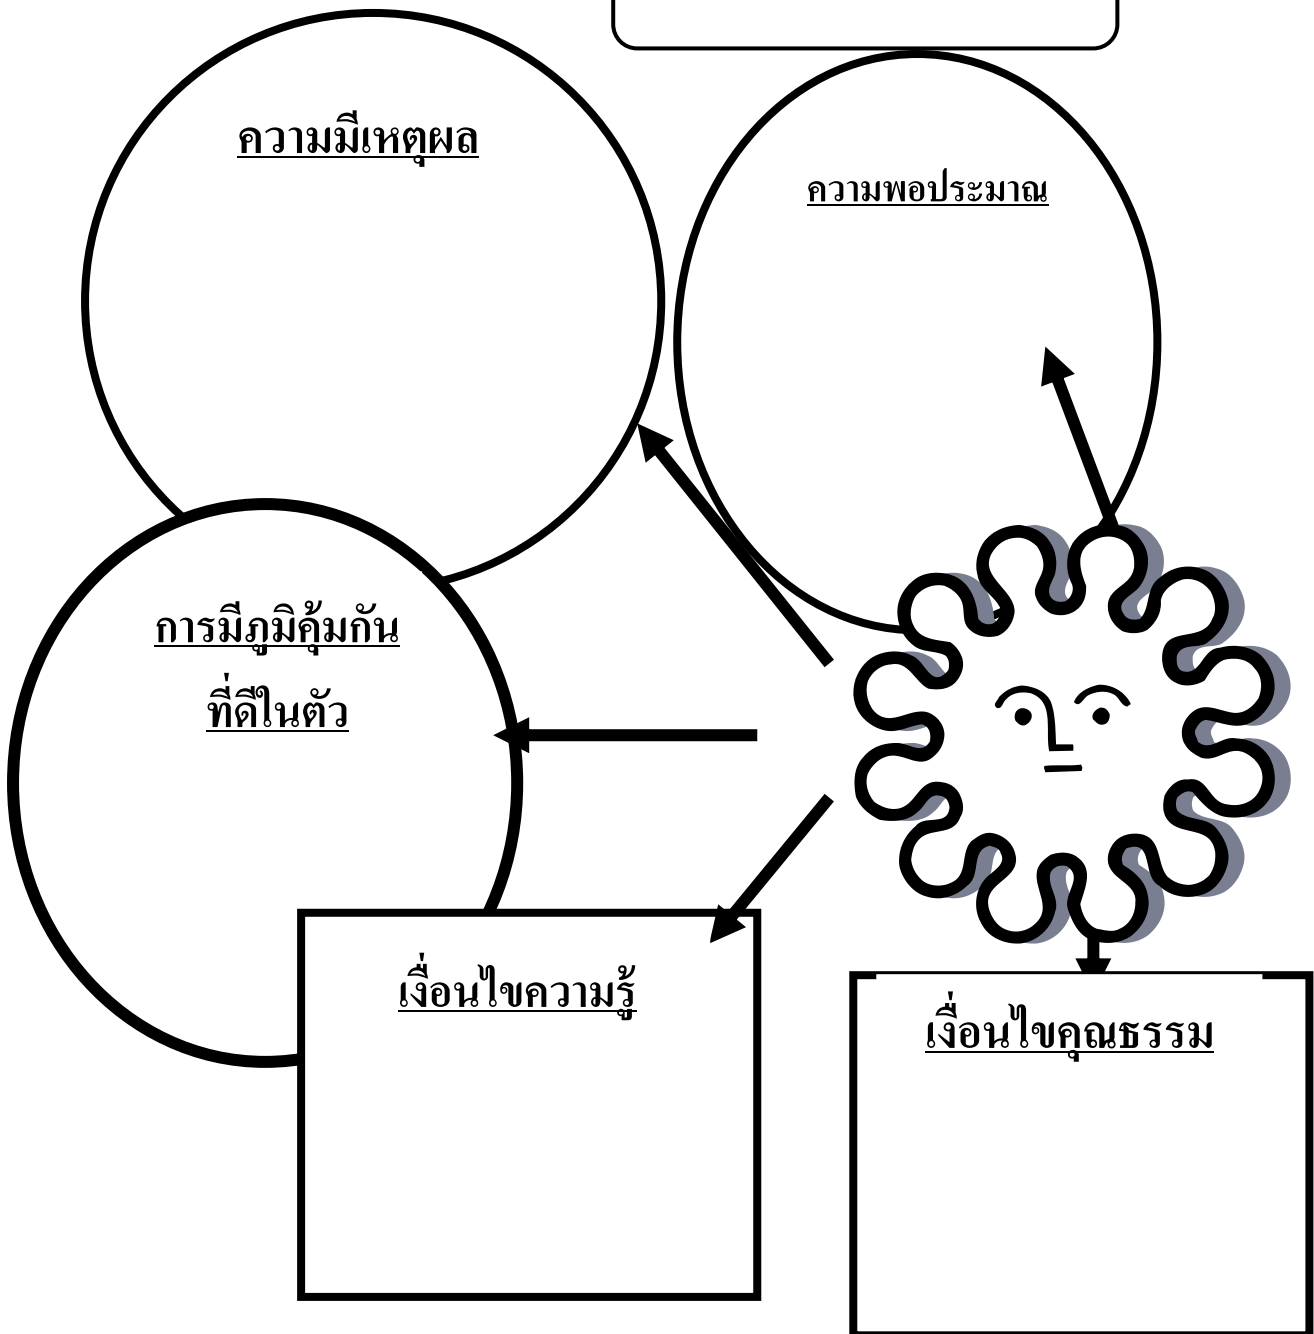 ความมีเหตุผล
ความพอประมาณ
การมีภูมิคุ้มกัน
ที่ดีในตัว
เงื่อนไขความรู้
เงื่อนไขคุณธรรม